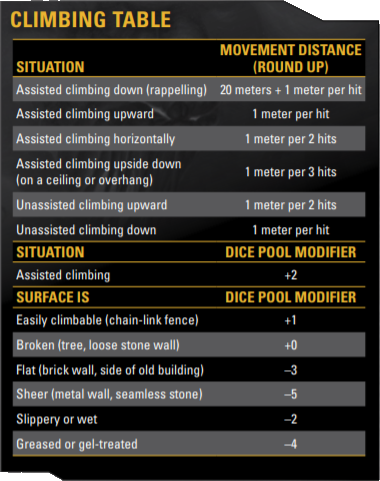 CLIMBING TABLE
MOVEMENT DISTANCE
SITUATION (ROUND UP)
Assisted climbing down (rappelling) 20 meters + 1 meter per hit
Assisted climbing upward 1 meter per hit
Assisted climbing horizontally 1 meter per 2 hits
Assisted climbing upside down
(on a ceiling or overhang) 1 meter per 3 hits
Unassisted climbing upward 1 meter per 2 hits
Unassisted climbing down 1 meter per hit
SITUATION DICE POOL MODIFIER
Assisted climbing +2
SURFACE IS DICE POOL MODIFIER
Easily climbable (chain-link fence) +1
Broken (tree, loose stone wall) +0
Flat (brick wall, side of old building) –3
Sheer (metal wall, seamless stone) –5
Slippery or wet –2
Greased or gel-treated –4